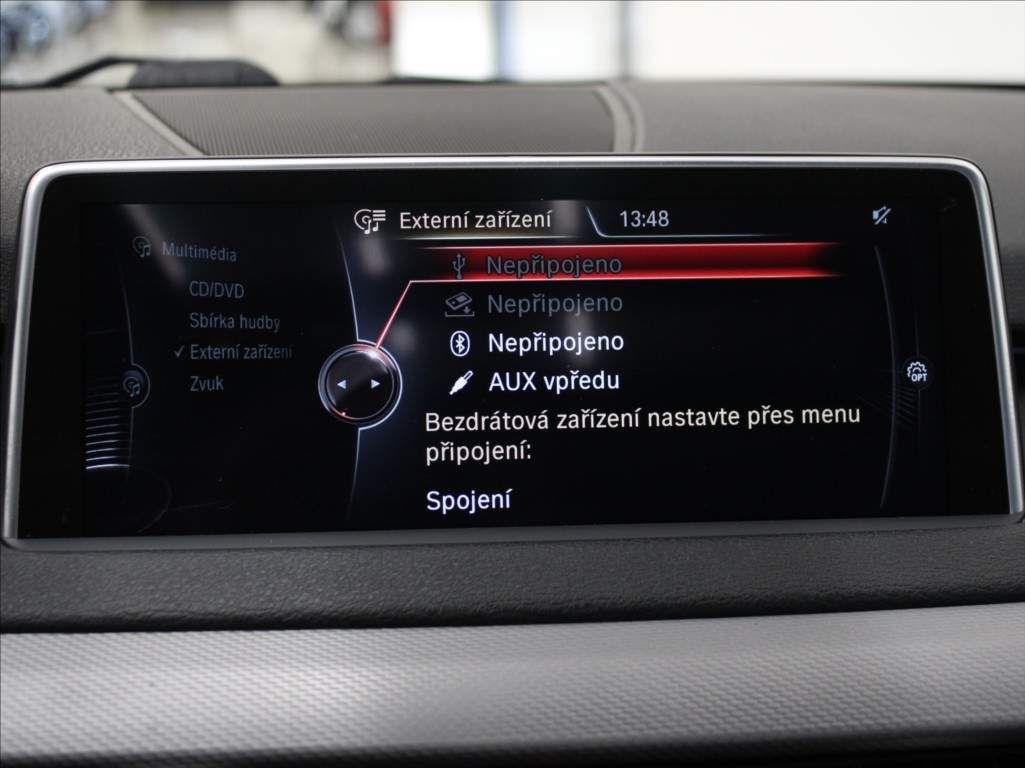 Externí zařízení
13:48
Multimédia
CD/DVD
Sbírka hudby
✓ Externí zařízení
Zvuk
Nepřipojeno
Nepřipojeno
Nepřipojeno
AUX vpředu
Bezdrátová zařízení nastavte přes menu
připojení:
Spojení
OPT